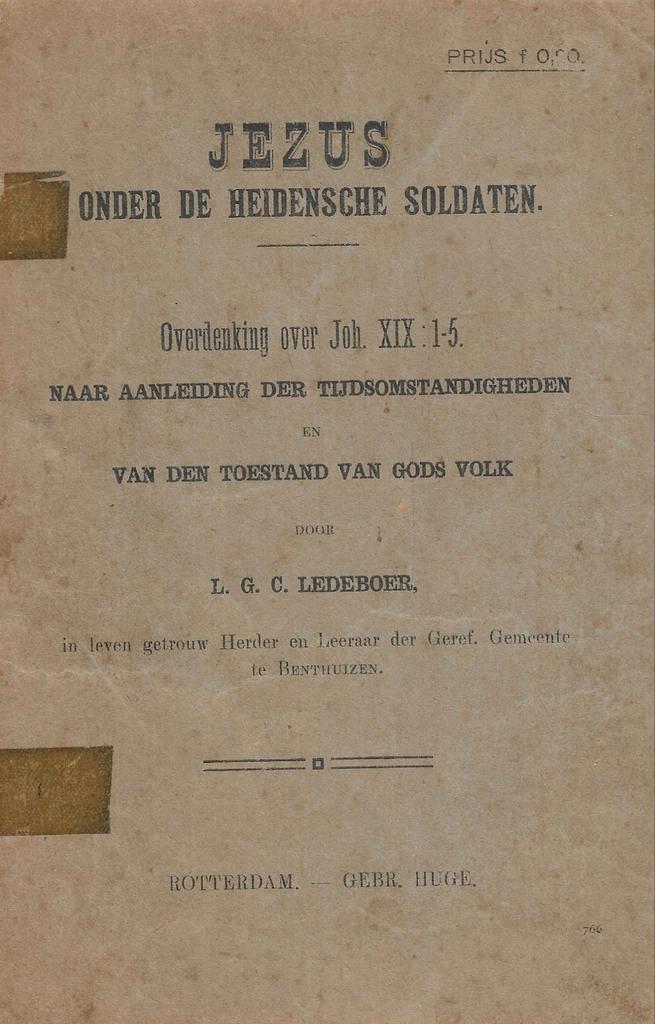 PRIJS f
JEZUS
ONDER DE HEIDENSCHE SOLDATEN.
Overdenking over Joh. XIX : 1-5.
NAAR AANLEIDING DER TIJDSOMSTANDIGHEDEN
EN
VAN DEN TOESTAND VAN GODS VOLK
DOOR
L. G. C. LEDEBOER,
in leven getrouw Herder en Leeraar der Geref. Gemeente
te BENTHUIZEN.
ROTTERDAM. — GEBR. HUGE.
766